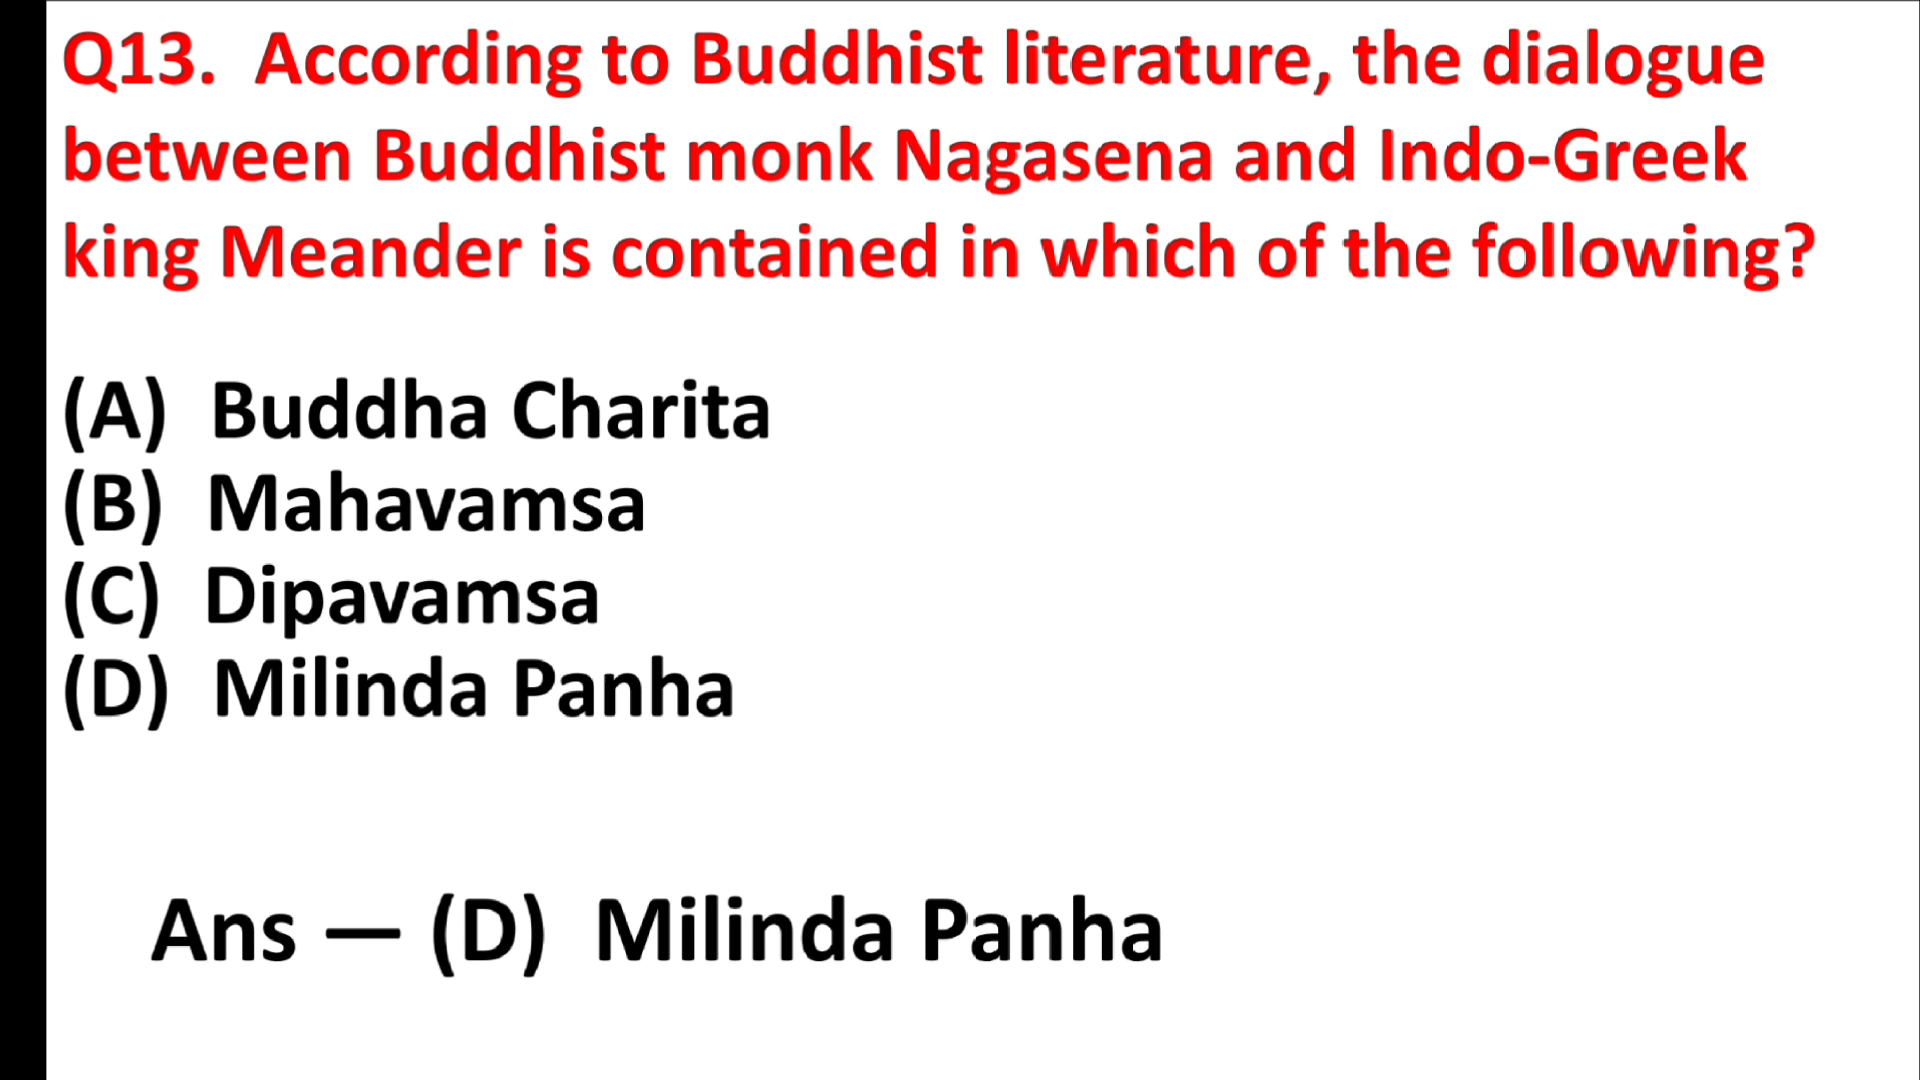 Q13. According to Buddhist literature, the dialogue
between Buddhist monk Nagasena and Indo-Greek
king Meander is contained in which of the following?
(A) Buddha Charita
(B) Mahavamsa
(C) Dipavamsa
(D) Milinda Panha
Ans — (D) Milinda Panha